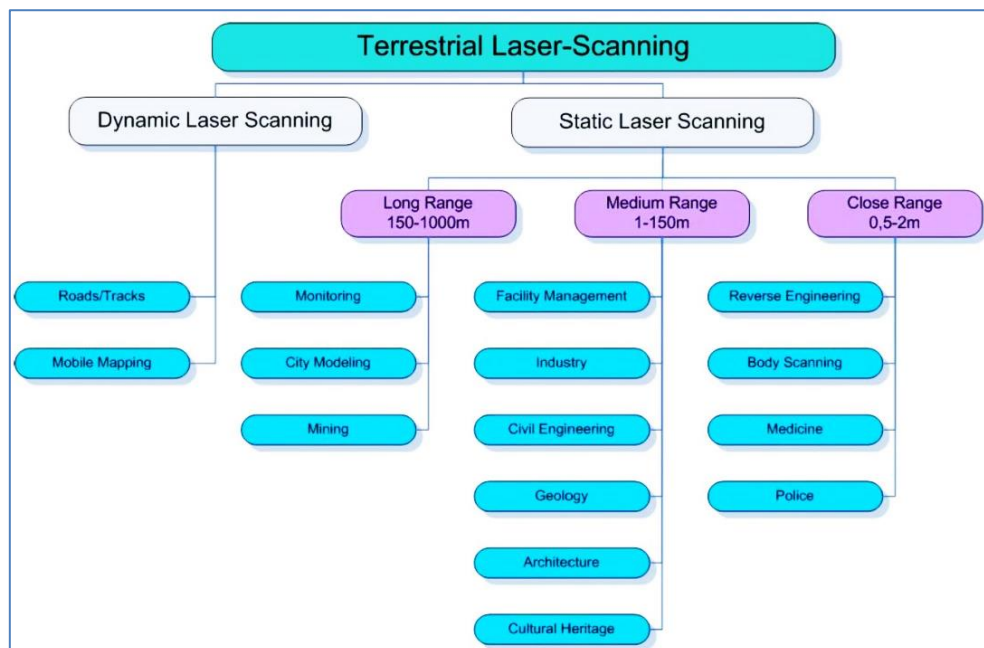 Terrestrial Laser-Scanning
Dynamic Laser Scanning
Static Laser Scanning
Long Range
150-1000m
Medium Range
1-150m
Close Range
0,5-2m
Roads/Tracks
Monitoring
Facility Management
Reverse Engineering
Mobile Mapping
City Modeling
Industry
Body Scanning
Mining
Civil Engineering
Medicine
Geology
Police
Architecture
Cultural Heritage